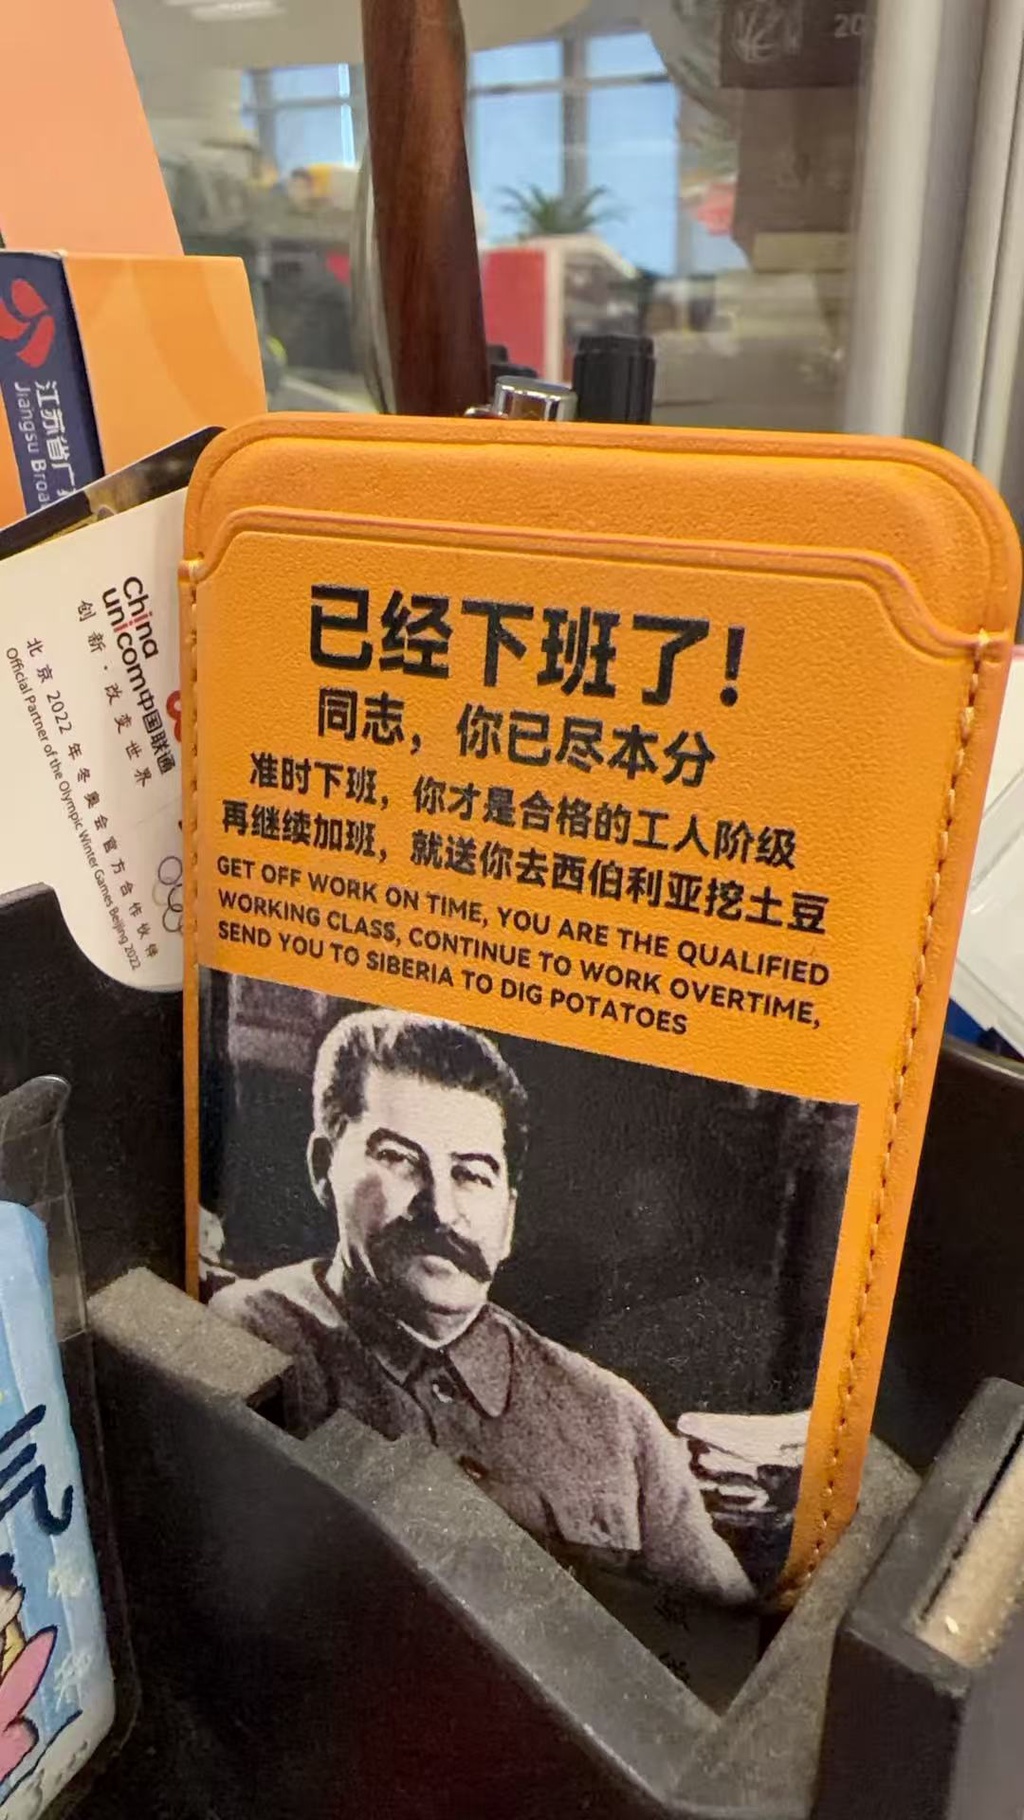 已经下班了!
同志，你已尽本分
准时下班，你才是合格的工人阶级
再继续加班，就送你去西伯利亚挖土豆
GET OFF WORK ON TIME, YOU ARE THE QUALIFIED
WORKING CLASS, CONTINUE TO WORK OVERTIME,
SEND YOU TO SIBERIA TO DIG POTATOES
江苏省广
Jiangsu Broa
China
unicom中国联通
创新·改变世界
北京2022年冬奥会官方合作伙伴
Official Partner of the Olympic Winter Games Beijing 2022
20